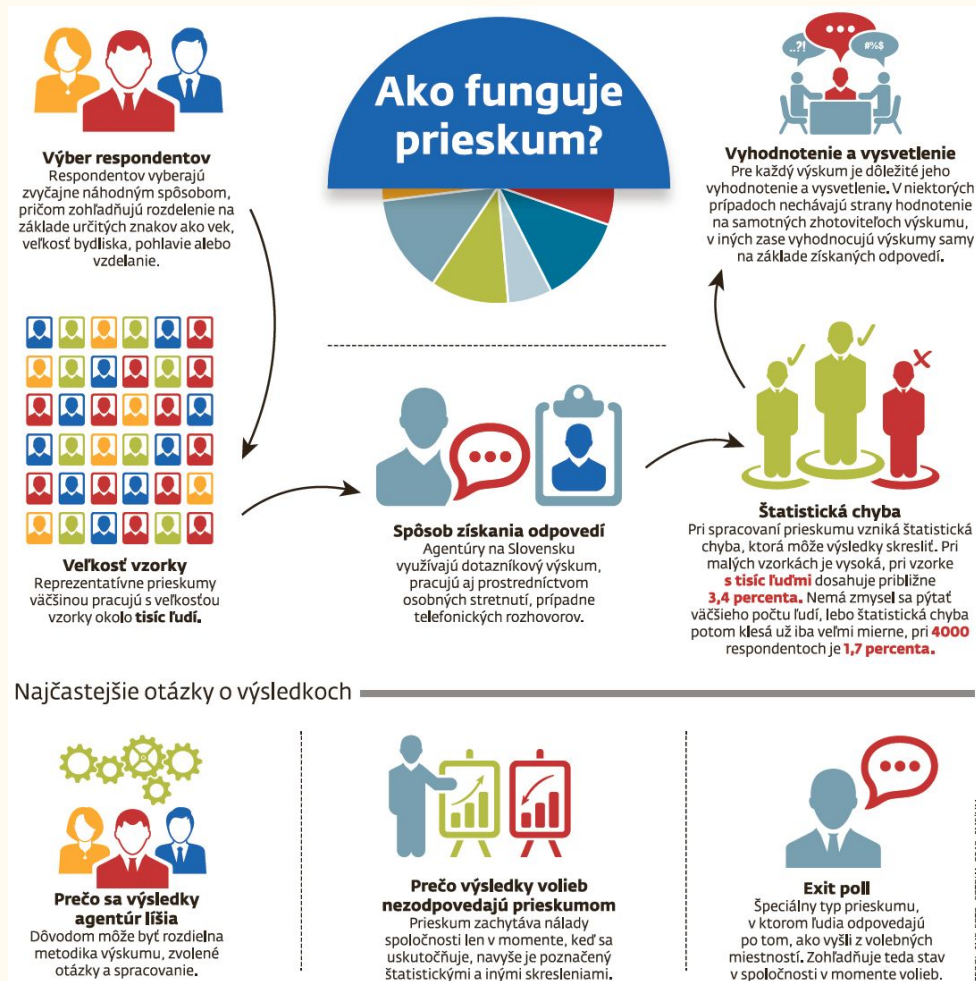 Ako funguje
prieskum?
Výber respondentov
Respondentov vyberajú
zvyčajne náhodným spôsobom,
pričom zohľadňujú rozdelenie na
základe určitých znakov ako vek,
veľkosť bydliska, pohlavie alebo
vzdelanie.
Veľkosť vzorky
Reprezentatívne prieskumy
väčšinou pracujú s veľkosťou
vzorky okolo tisíc ľudí.
Spôsob získania odpovedí
Agentúry na Slovensku
využívajú dotazníkový výskum,
pracujú aj prostredníctvom
osobných stretnutí, prípadne
telefonických rozhovorov.
Štatistická chyba
Pri spracovaní prieskumu vzniká štatistická
chyba, ktorá môže výsledky skresliť. Pri
malých vzorkách je vysoká, pri vzorke
s tisíc ľuďmi dosahuje približne
3,4 percenta. Nemá zmysel sa pýtať
väčšieho počtu ľudí, lebo štatistická chyba
potom klesá už iba veľmi mierne, pri 4000
respondentoch je 1,7 percenta.
..?!
#%$
Vyhodnotenie a vysvetlenie
Pre každý výskum je dôležité jeho
vyhodnotenie a vysvetlenie. V niektorých
prípadoch nechávajú strany hodnotenie
na samotných zhotoviteľoch výskumu,
v iných zase vyhodnocujú výskumy samy
na základe získaných odpovedí.
Najčastejšie otázky o výsledkoch
Prečo sa výsledky
agentúr líšia
Dôvodom môže byť rozdielna
metodika výskumu, zvolené
otázky a spracovanie.
Prečo výsledky volieb
nezodpovedajú prieskumom
Prieskum zachytáva nálady
spoločnosti len v momente, keď sa
uskutočňuje, navyše je poznačený
štatistickými a inými skresleniami.
Exit poll
Špeciálny typ prieskumu,
v ktorom ľudia odpovedajú
po tom, ako vyšli z volebných
miestností. Zohľadňuje teda stav
v spoločnosti v momente volieb.